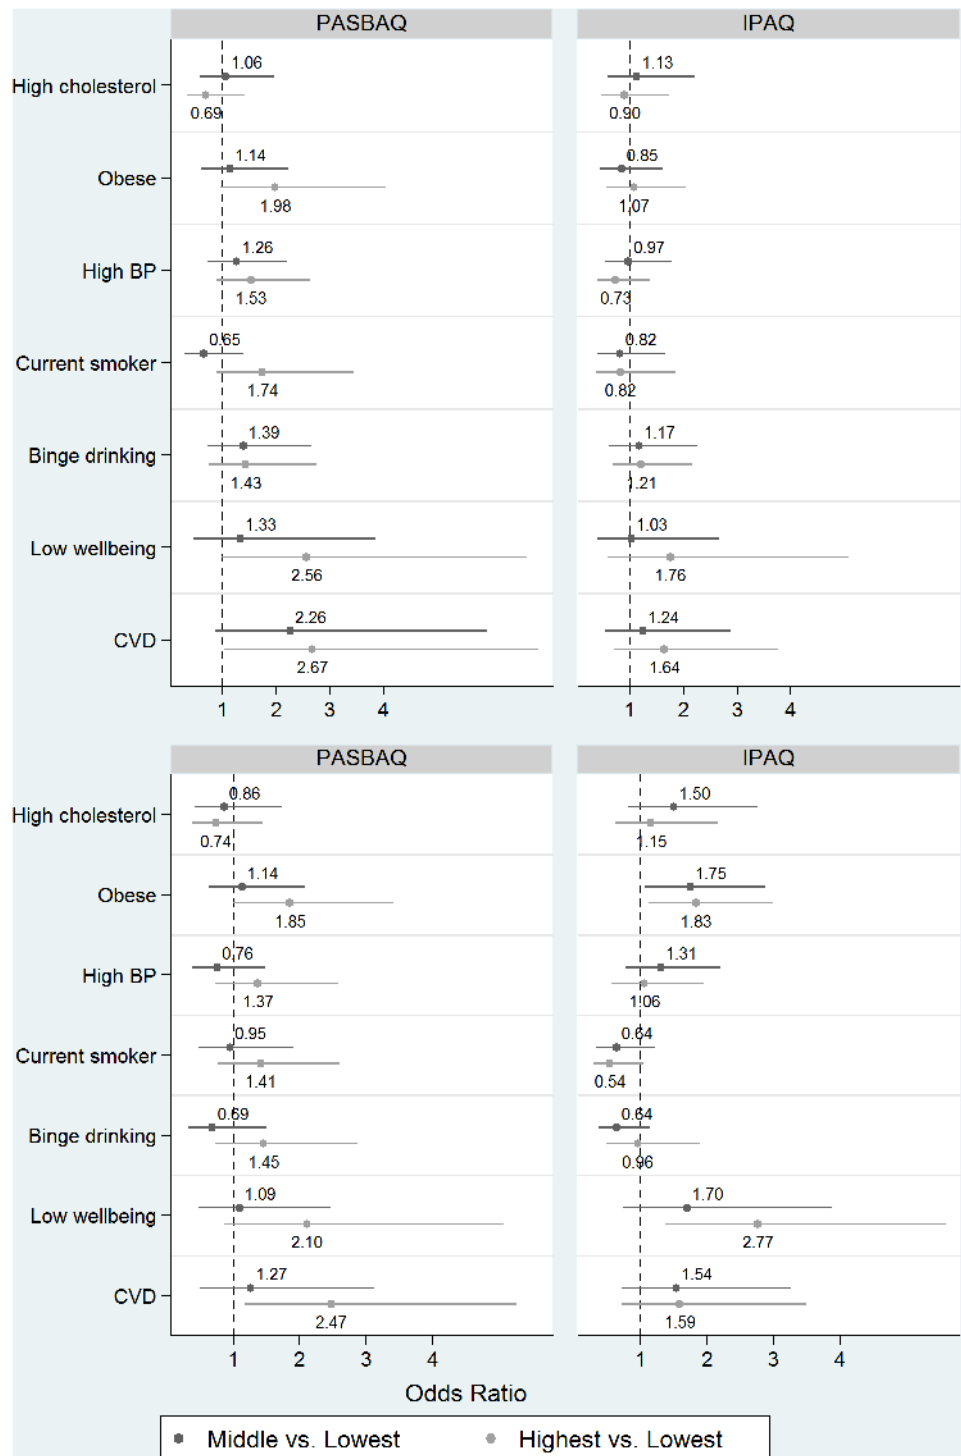 PASBAQ IPAQ
High cholesterol 1.06 1.13
0.69 0.90
Obese 1.14 0.85
1.98 1.07
High BP 1.26 0.97
1.53 0.73
Current smoker 0.65 0.82
1.74 0.82
Binge drinking 1.39 1.17
1.43 1.21
Low wellbeing 1.33 1.03
2.56 1.76
CVD 2.26 1.24
2.67 1.64
1 2 3 4 1 2 3 4
PASBAQ IPAQ
High cholesterol 0.86 1.50
0.74 1.15
Obese 1.14 1.75
1.85 1.83
High BP 0.76 1.31
1.37 1.06
Current smoker 0.95 0.64
1.41 0.54
Binge drinking 0.69 0.64
1.45 0.96
Low wellbeing 1.09 1.70
2.10 2.77
CVD 1.27 1.54
2.47 1.59
1 2 3 4 1 2 3 4
Odds Ratio
Middle vs. Lowest Highest vs. Lowest